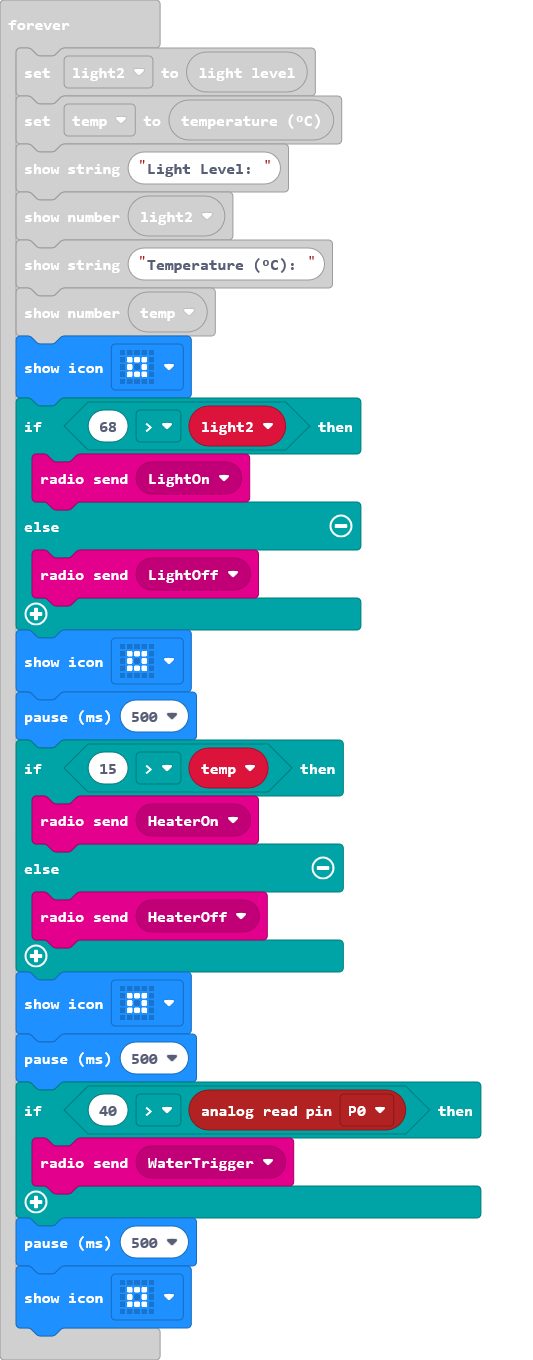 forever
set light2 to light level
set temp to temperature (ºC)
show string "Light Level: "
show number light2
show string "Temperature (ºC): "
show number temp
show icon
if 68 > light2 then
radio send LightOn
else
radio send LightOff
show icon
pause (ms) 500
if 15 > temp then
radio send HeaterOn
else
radio send HeaterOff
show icon
pause (ms) 500
if 40 > analog read pin P0 then
radio send WaterTrigger
pause (ms) 500
show icon